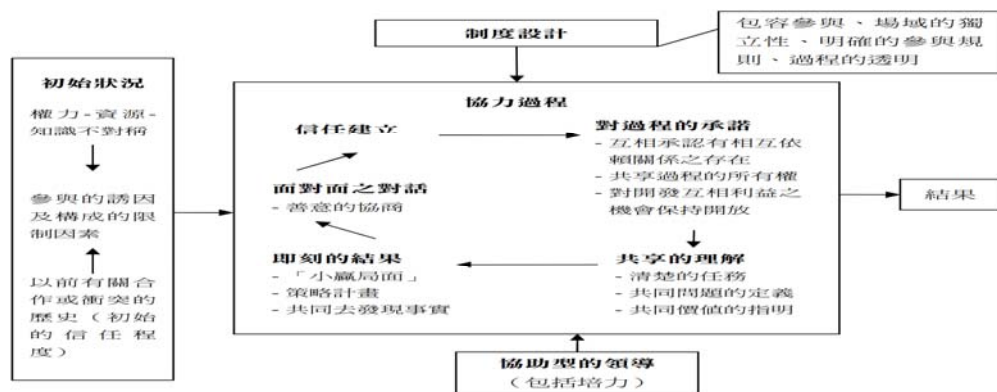 制度設計
包容參與、場域的獨
立性、明確的參與規
則、過程的透明
初始狀況
權力-資源-
知識不對稱
參與的誘因
及構成的限
制因素
以前有關合
作或衝突的
歷史（初始
的信任程
度）
協力過程
信任建立
對過程的承諾
- 互相承認有相互依
賴關係之存在
- 共享過程的所有權
- 對開發互相利益之
機會保持開放
面對面之對話
- 善意的協商
即刻的結果
- 「小贏局面」
- 策略計畫
- 共同去發現事實
共享的理解
- 清楚的任務
- 共同問題的定義
- 共同價值的指明
結果
協助型的領導
（包括培力）